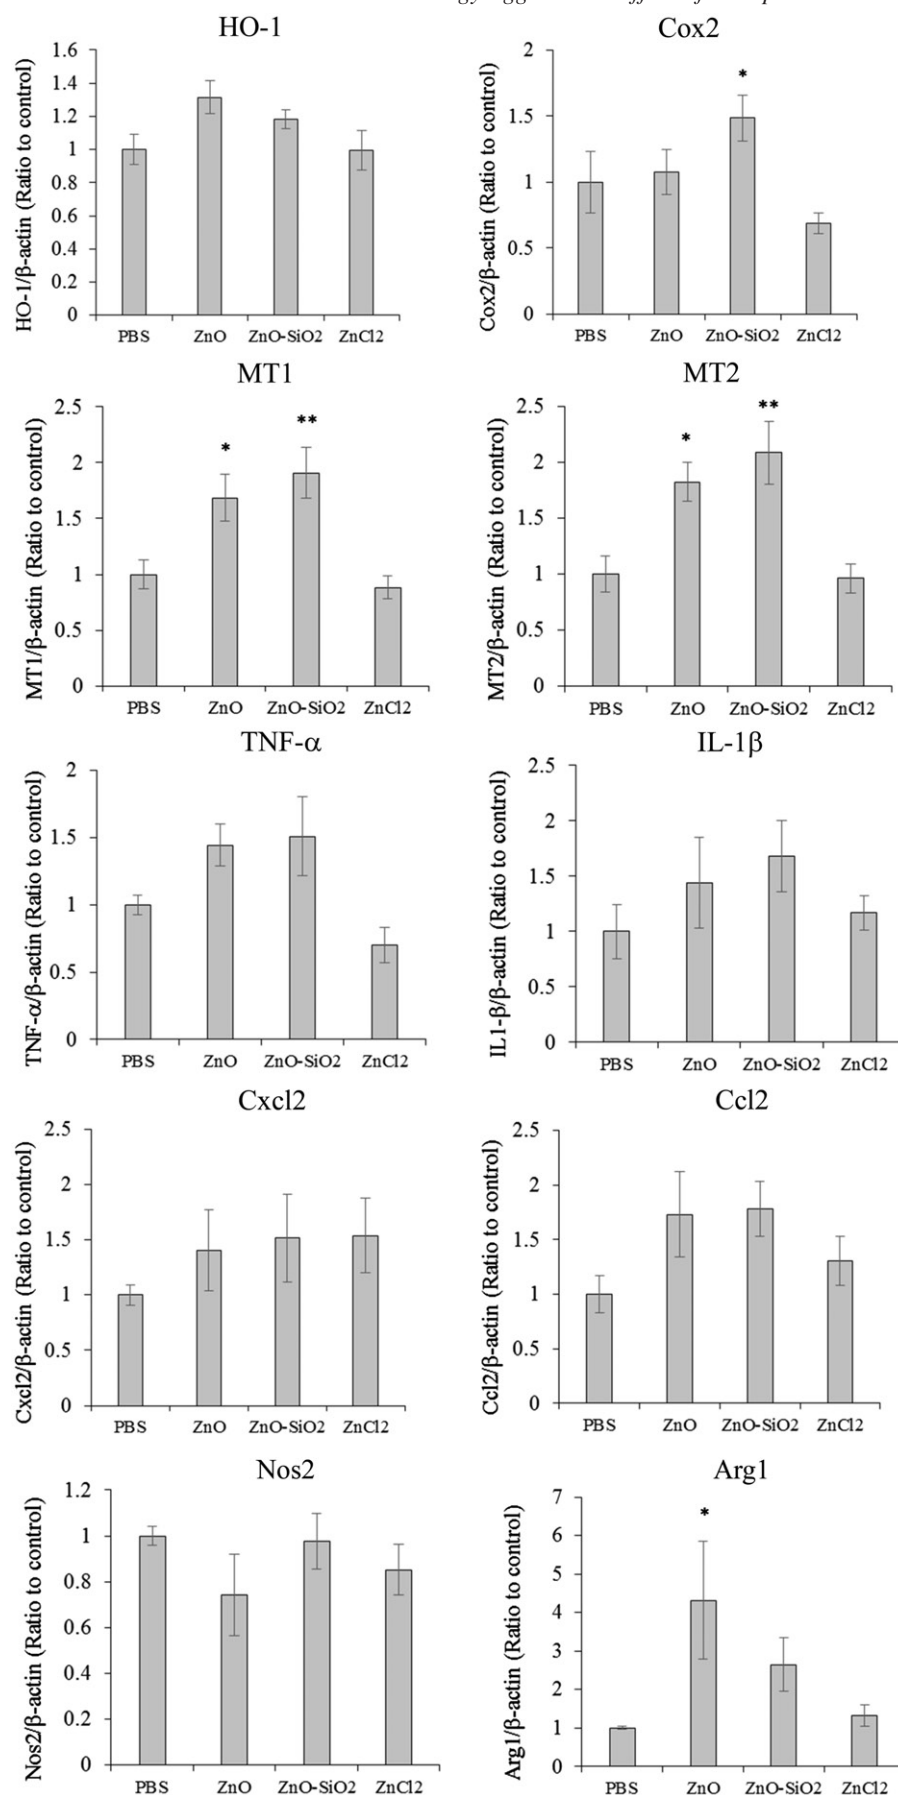 HO-1
HO-1/β-actin (Ratio to control)
1.6
1.4
1.2
1
0.8
0.6
0.4
0.2
0
PBS ZnO ZnO-SiO2 ZnCl2
Cox2
Cox2/β-actin (Ratio to control)
2
1.5
1
0.5
0
*
PBS ZnO ZnO-SiO2 ZnCl2
MT1
MT1/β-actin (Ratio to control)
2.5
2
1.5
1
0.5
0
* **
PBS ZnO ZnO-SiO2 ZnCl2
MT2
MT2/β-actin (Ratio to control)
2.5
2
1.5
1
0.5
0
* **
PBS ZnO ZnO-SiO2 ZnCl2
TNF-α
TNF-α/β-actin (Ratio to control)
2
1.5
1
0.5
0
PBS ZnO ZnO-SiO2 ZnCl2
IL-1β
IL1-β/β-actin (Ratio to control)
2.5
2
1.5
1
0.5
0
PBS ZnO ZnO-SiO2 ZnCl2
Cxcl2
Cxcl2/β-actin (Ratio to control)
2.5
2
1.5
1
0.5
0
PBS ZnO ZnO-SiO2 ZnCl2
Ccl2
Ccl2/β-actin (Ratio to control)
2.5
2
1.5
1
0.5
0
PBS ZnO ZnO-SiO2 ZnCl2
Nos2
Nos2/β-actin (Ratio to control)
1.2
1
0.8
0.6
0.4
0.2
0
PBS ZnO ZnO-SiO2 ZnCl2
Arg1
Arg1/β-actin (Ratio to control)
7
6
5
4
3
2
1
0
*
PBS ZnO ZnO-SiO2 ZnCl2